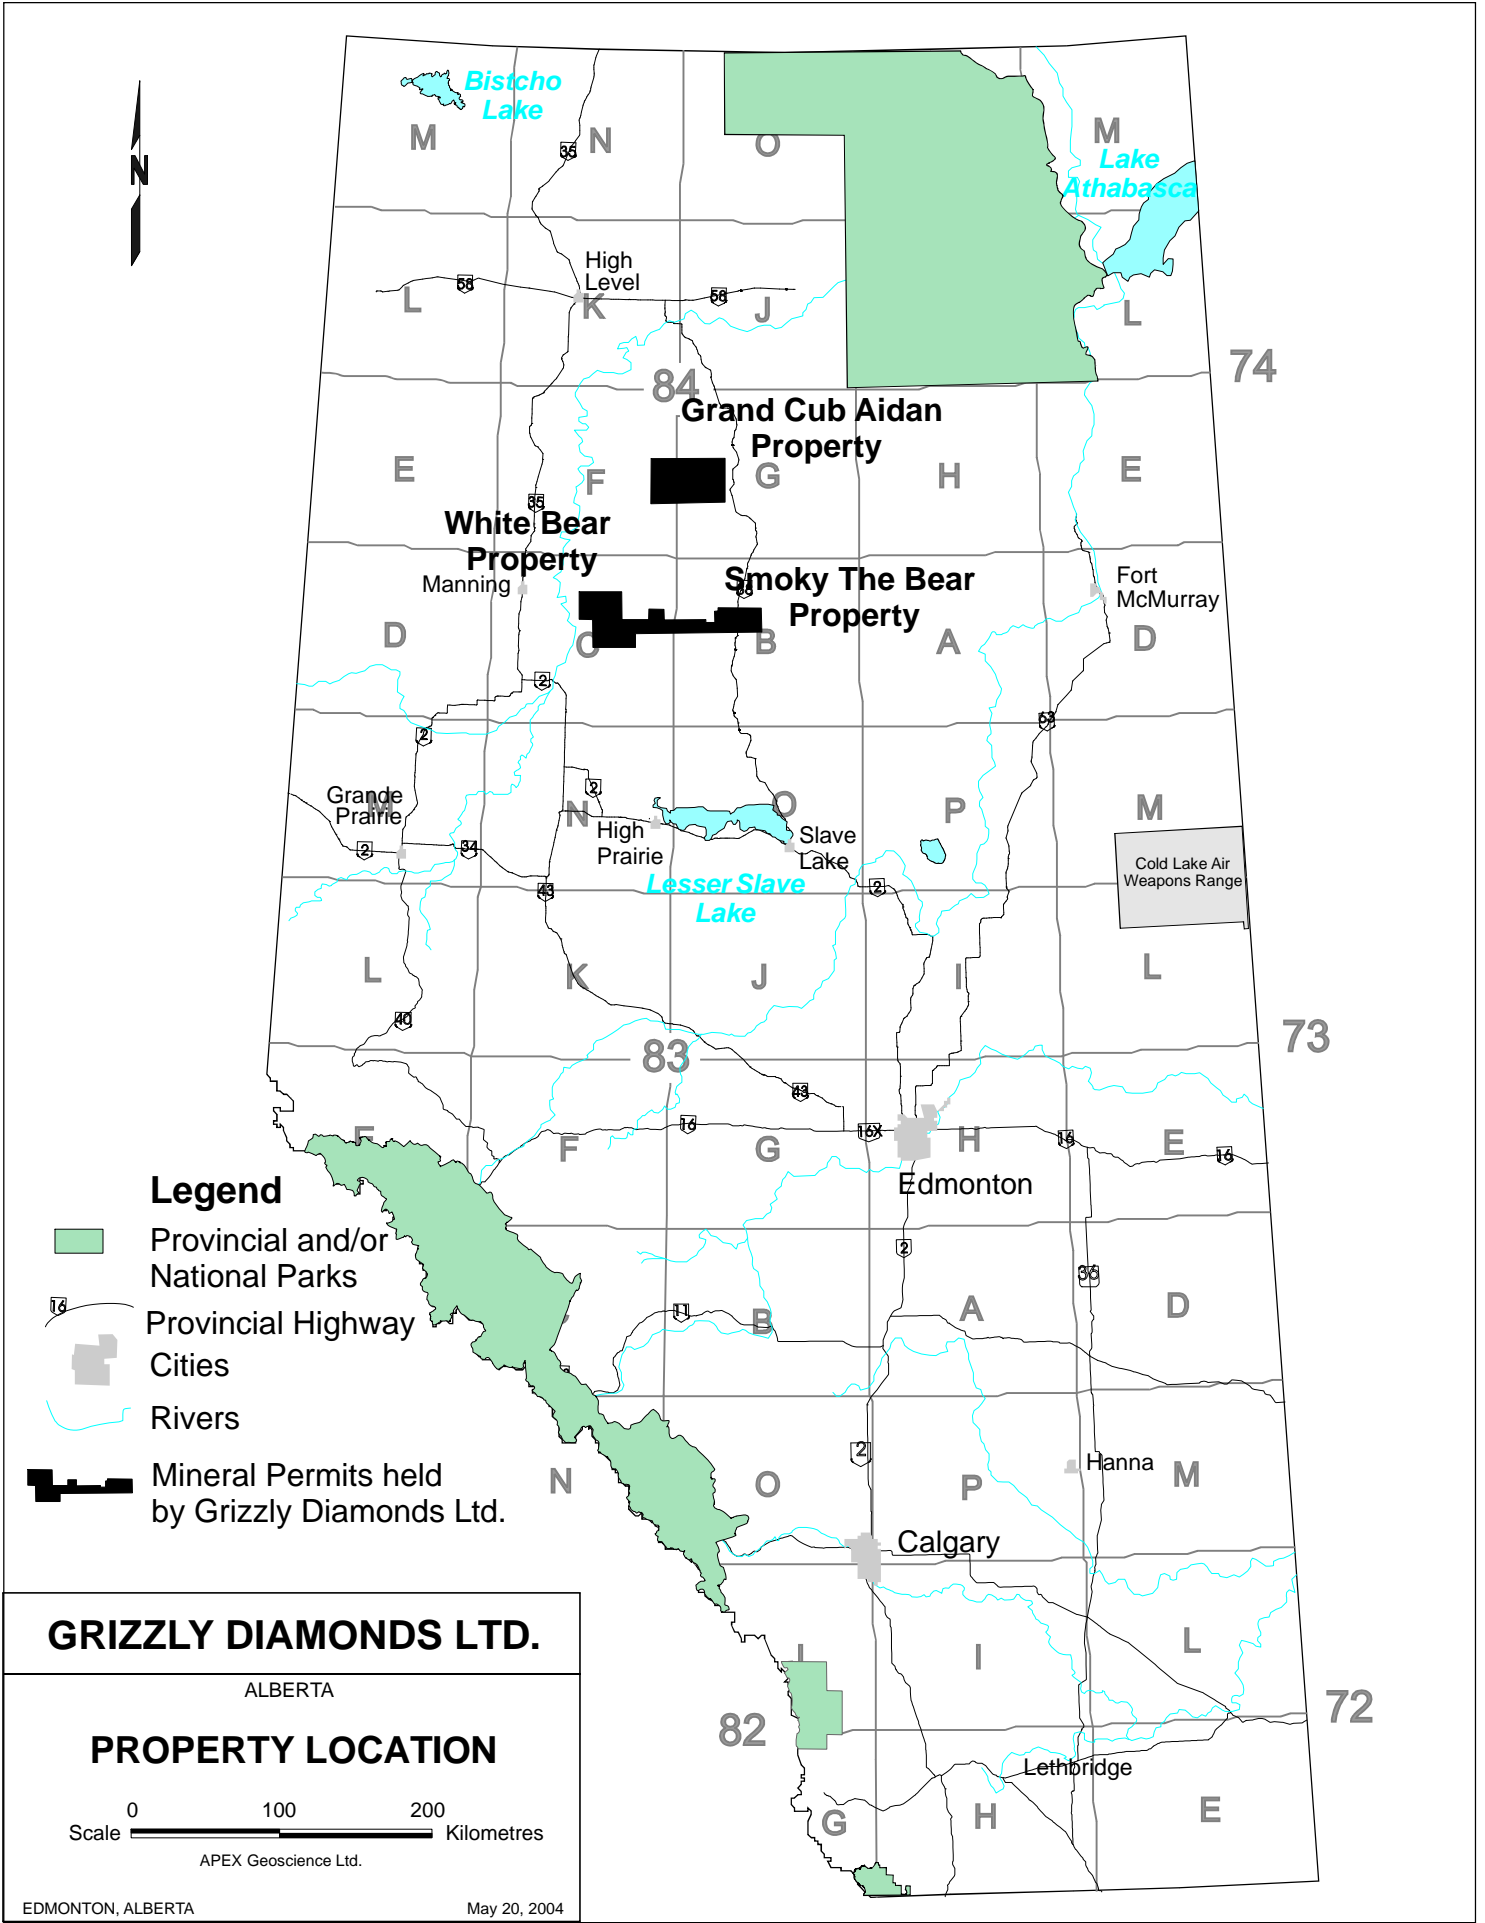 Bistcho
Lake
M
N
O
M
35
N
Lake
Athabasca
High
Level
58
58
L
K
J
L
74
84
Grand Cub Aidan
Property
E
F
G
H
E
35
White Bear
Property
Manning
Smoky The Bear
Property
Fort
McMurray
D
C
B
A
D
2
63
2
Grande
Prairie
M
N
O
P
M
2
High
Prairie
Slave
Lake
2
34
43
2
Cold Lake Air
Weapons Range
Lesser Slave
Lake
L
K
J
I
L
40
83
73
43
16
16X
16
16
E
F
G
H
E
Edmonton
Legend
Provincial and/or
National Parks
16
Provincial Highway
Cities
Rivers
Mineral Permits held
by Grizzly Diamonds Ltd.
2
36
11
B
A
D
2
Hanna
N
O
P
M
Calgary
I
L
82
72
Lethbridge
G
H
E
GRIZZLY DIAMONDS LTD.
ALBERTA
PROPERTY LOCATION
0 100 200
Scale Kilometres
APEX Geoscience Ltd.
EDMONTON, ALBERTA May 20, 2004